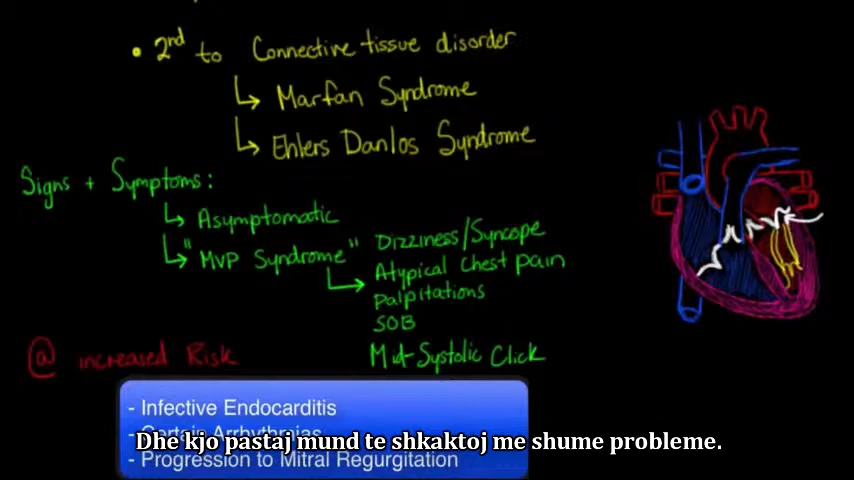 • 2nd to Connective tissue disorder
↳ Marfan Syndrome
↳ Ehlers Danlos Syndrome
Signs + Symptoms:
↳ Asymptomatic
↳ "MVP Syndrome"
↳ Dizziness/Syncope
Atypical Chest pain
palpitations
SOB
Mid-Systolic Click
@ increased Risk
- Infective Endocarditis
- Certain Arrhythmias
- Progression to Mitral Regurgitation
Dhe kjo pastaj mund te shkaktoj me shume probleme.